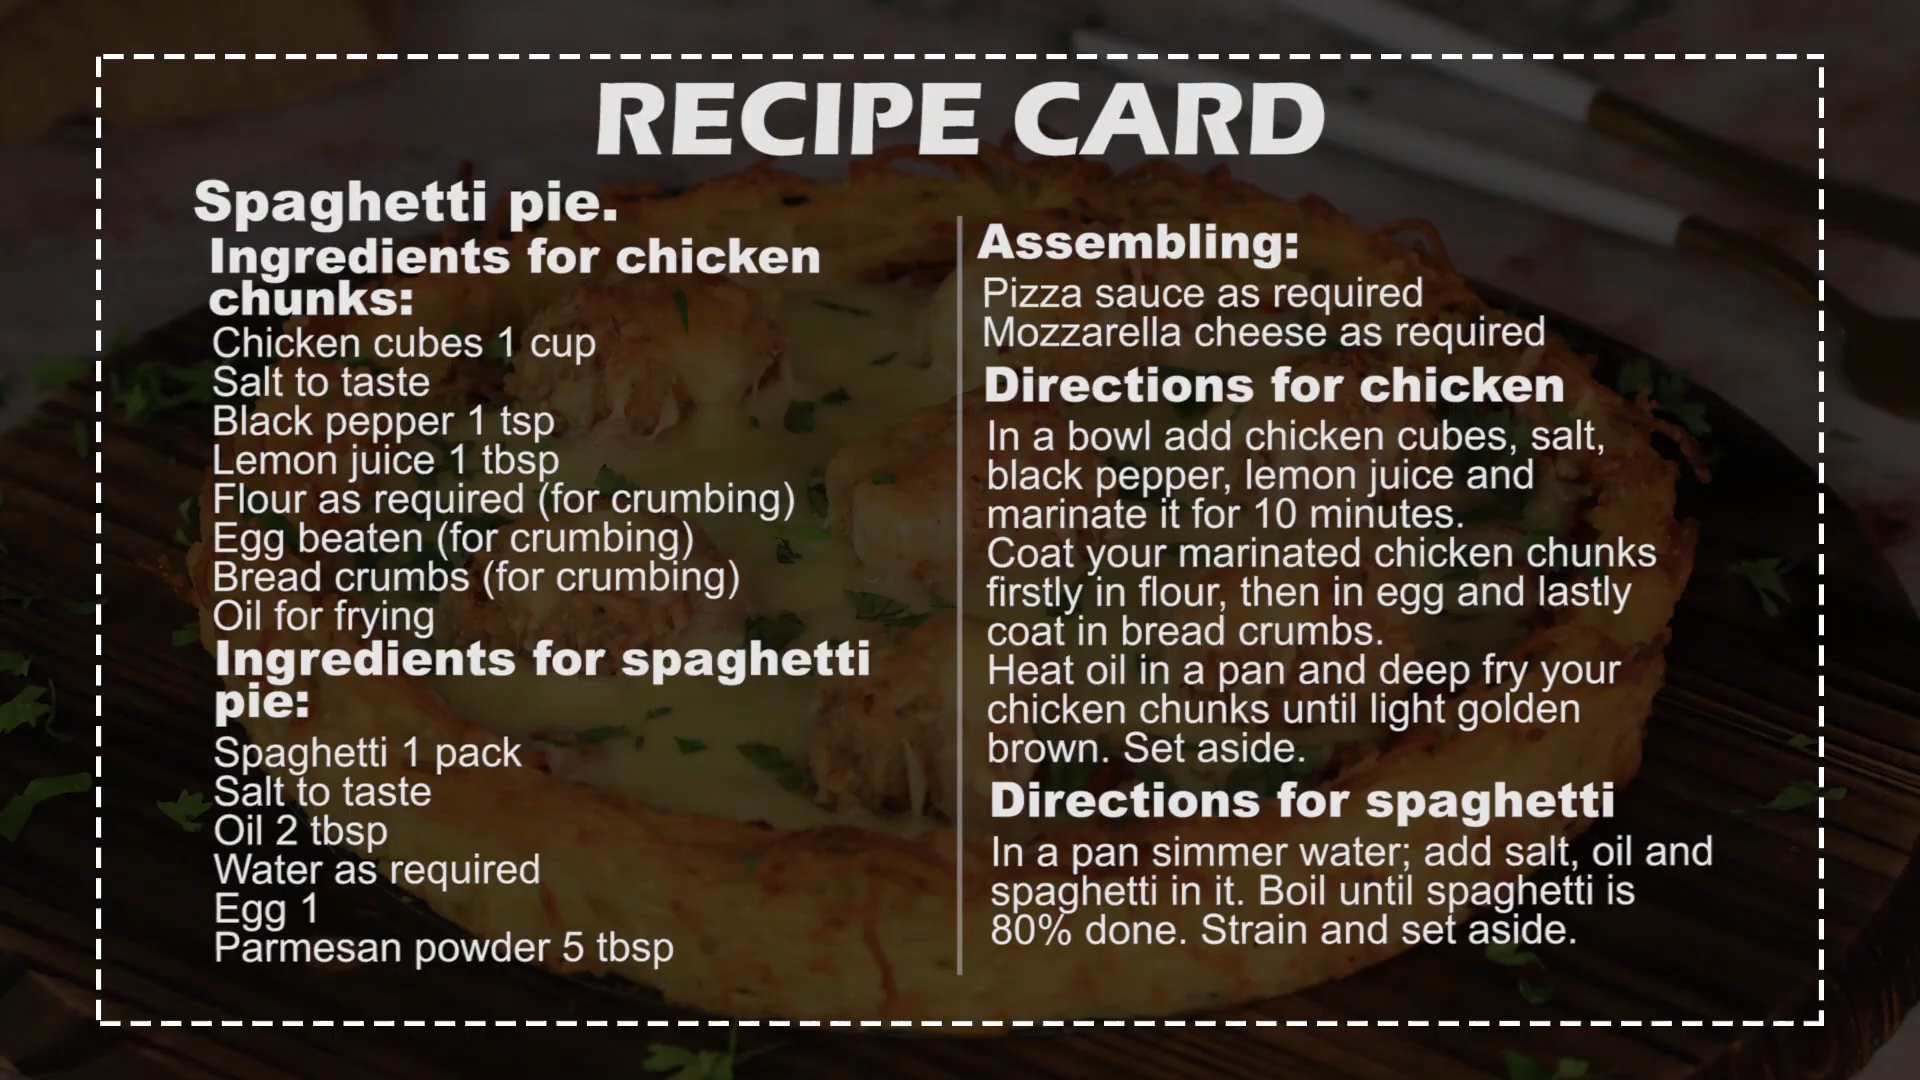 RECIPE CARD
Spaghetti pie.
Ingredients for chicken
chunks:
Chicken cubes 1 cup
Salt to taste
Black pepper 1 tsp
Lemon juice 1 tbsp
Flour as required (for crumbing)
Egg beaten (for crumbing)
Bread crumbs (for crumbing)
Oil for frying
Ingredients for spaghetti
pie:
Spaghetti 1 pack
Salt to taste
Oil 2 tbsp
Water as required
Egg 1
Parmesan powder 5 tbsp
Assembling:
Pizza sauce as required
Mozzarella cheese as required
Directions for chicken
In a bowl add chicken cubes, salt,
black pepper, lemon juice and
marinate it for 10 minutes.
Coat your marinated chicken chunks
firstly in flour, then in egg and lastly
coat in bread crumbs.
Heat oil in a pan and deep fry your
chicken chunks until light golden
brown. Set aside.
Directions for spaghetti
In a pan simmer water; add salt, oil and
spaghetti in it. Boil until spaghetti is
80% done. Strain and set aside.